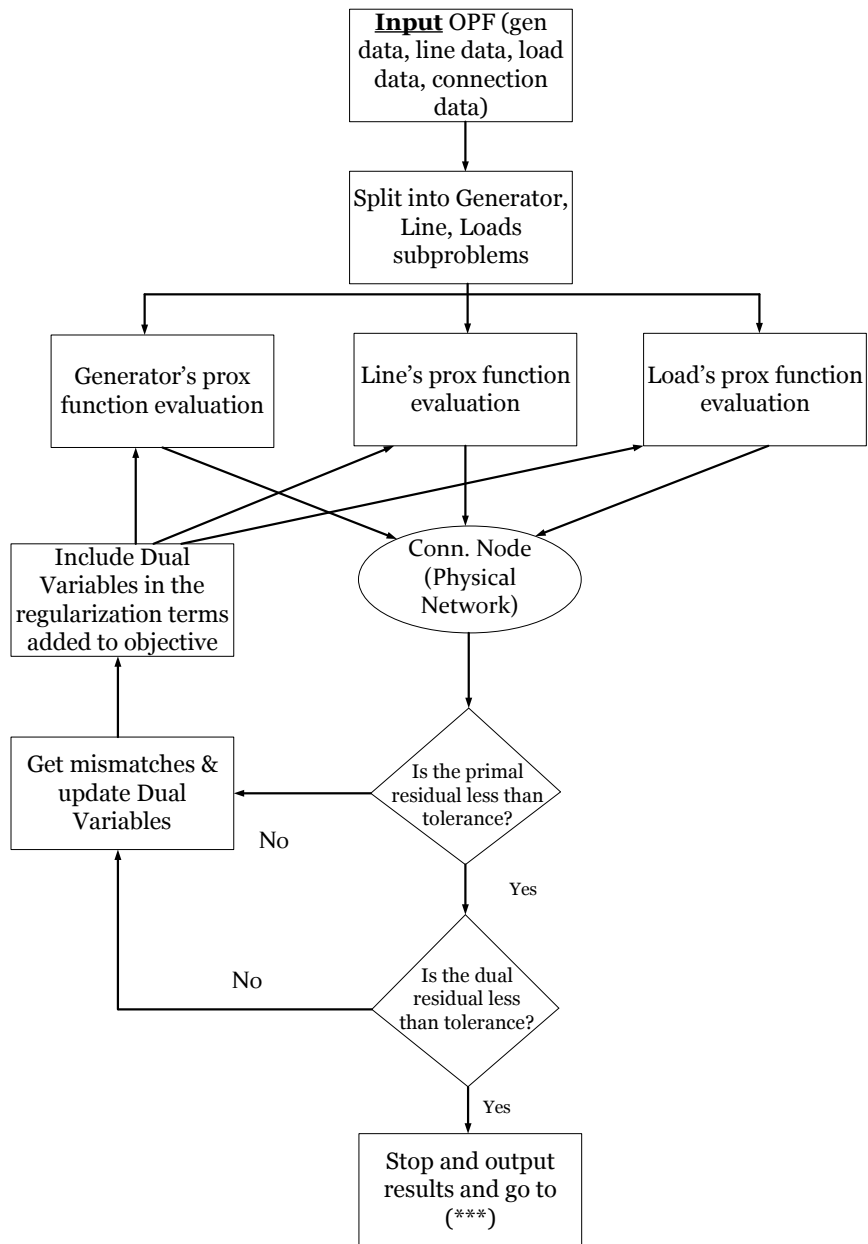 Input OPF (gen
data, line data, load
data, connection
data)
Split into Generator,
Line, Loads
subproblems
Generator’s prox
function evaluation
Line’s prox function
evaluation
Load’s prox function
evaluation
Include Dual
Variables in the
regularization terms
added to objective
Conn. Node
(Physical
Network)
Get mismatches &
update Dual
Variables
Is the primal
residual less than
tolerance?
No
Yes
Is the dual
residual less
than tolerance?
No
Yes
Stop and output
results and go to
(***)